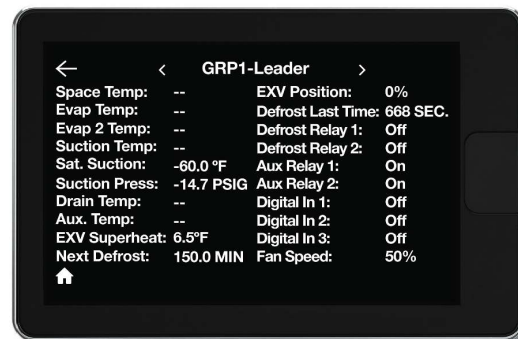 GRP1-Leader
Space Temp: -- EXV Position: 0%
Evap Temp: -- Defrost Last Time: 668 SEC.
Evap 2 Temp: -- Defrost Relay 1: Off
Suction Temp: -- Defrost Relay 2: Off
Sat. Suction: -60.0 ºF Aux Relay 1: On
Suction Press: -14.7 PSIG Aux Relay 2: On
Drain Temp: -- Digital In 1: Off
Aux. Temp: -- Digital In 2: Off
EXV Superheat: 6.5ºF Digital In 3: Off
Next Defrost: 150.0 MIN Fan Speed: 50%